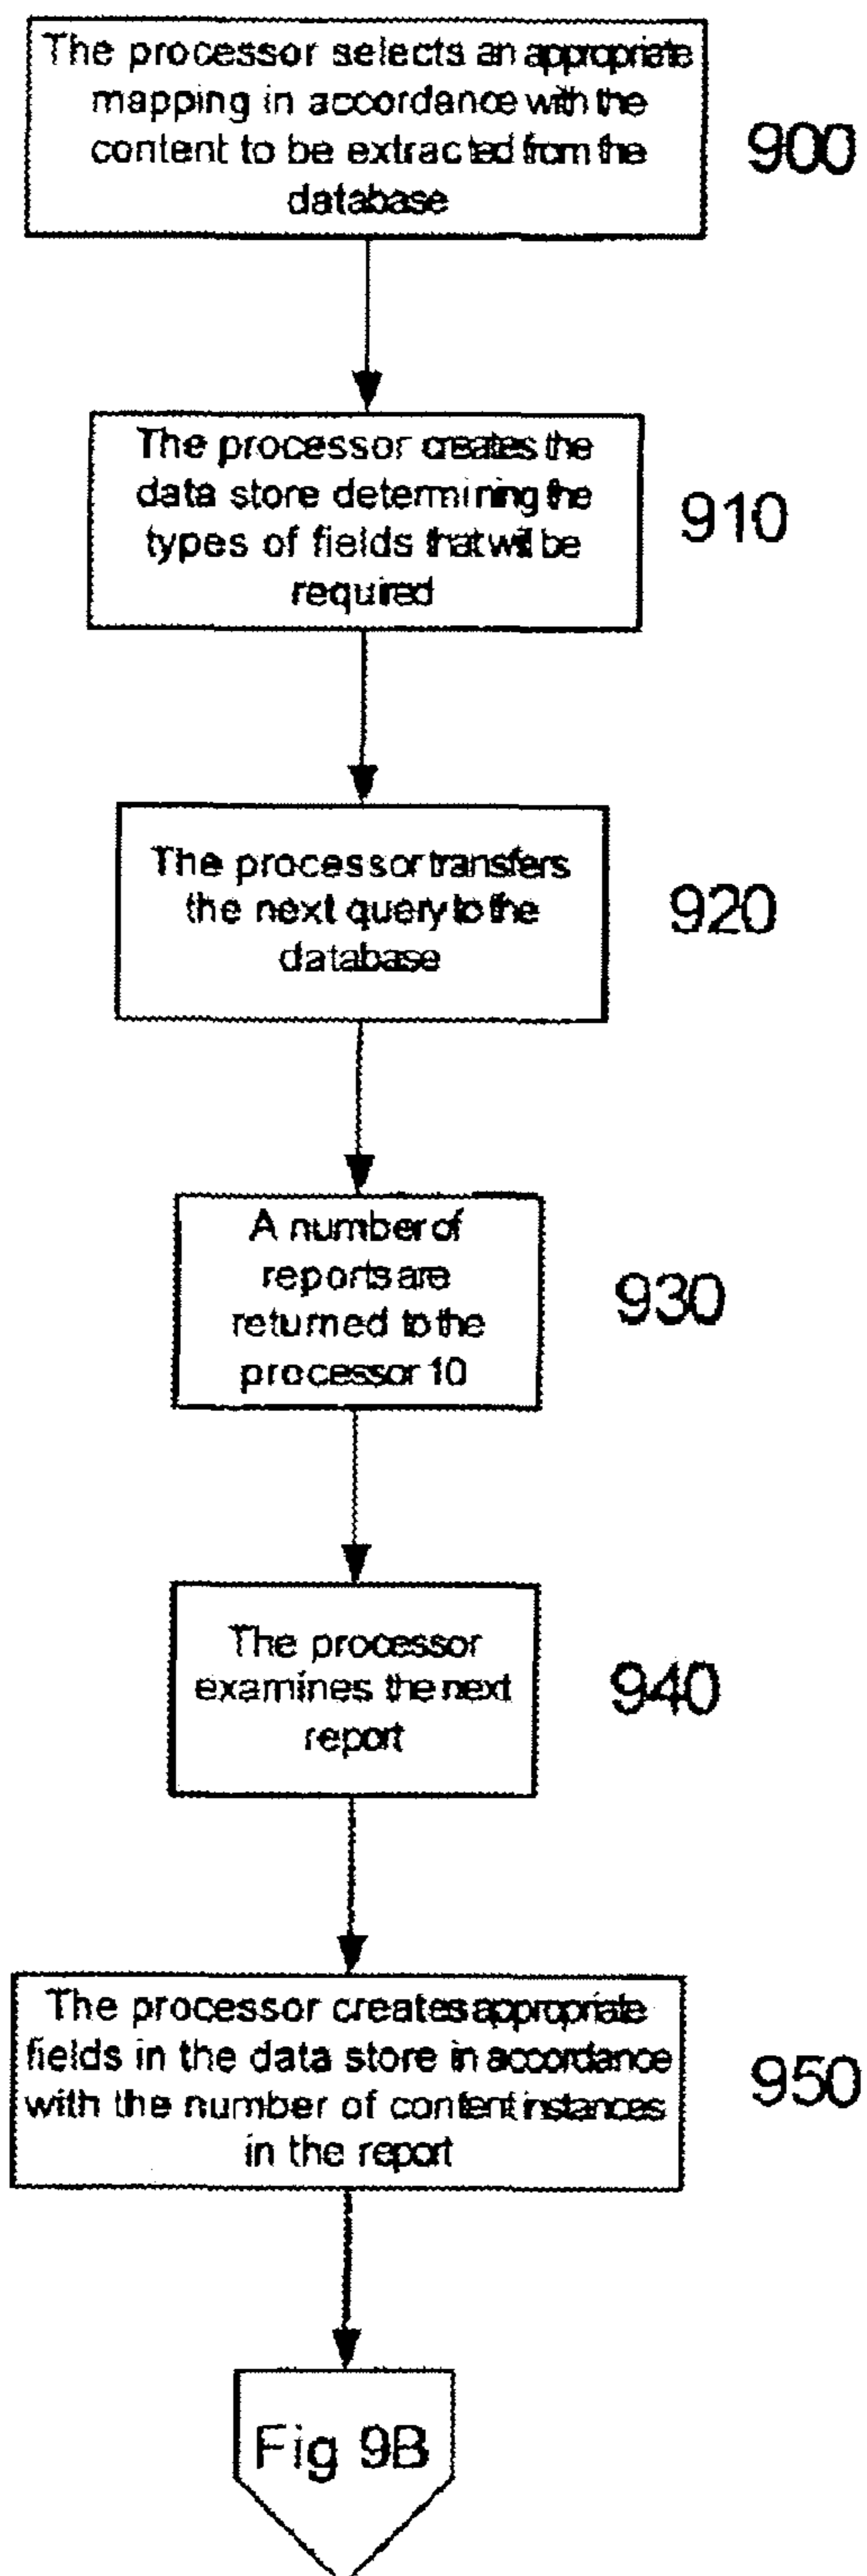 The processor selects an appropriate
mapping in accordance with the
content to be extracted from the
database
900
The processor creates the
data store determining the
types of fields that will be
required
910
The processor transfers
the next query to the
database
920
A number of
reports are
returned to the
processor 10
930
The processor
examines the next
report
940
The processor creates appropriate
fields in the data store in accordance
with the number of content instances
in the report
950
Fig 9B